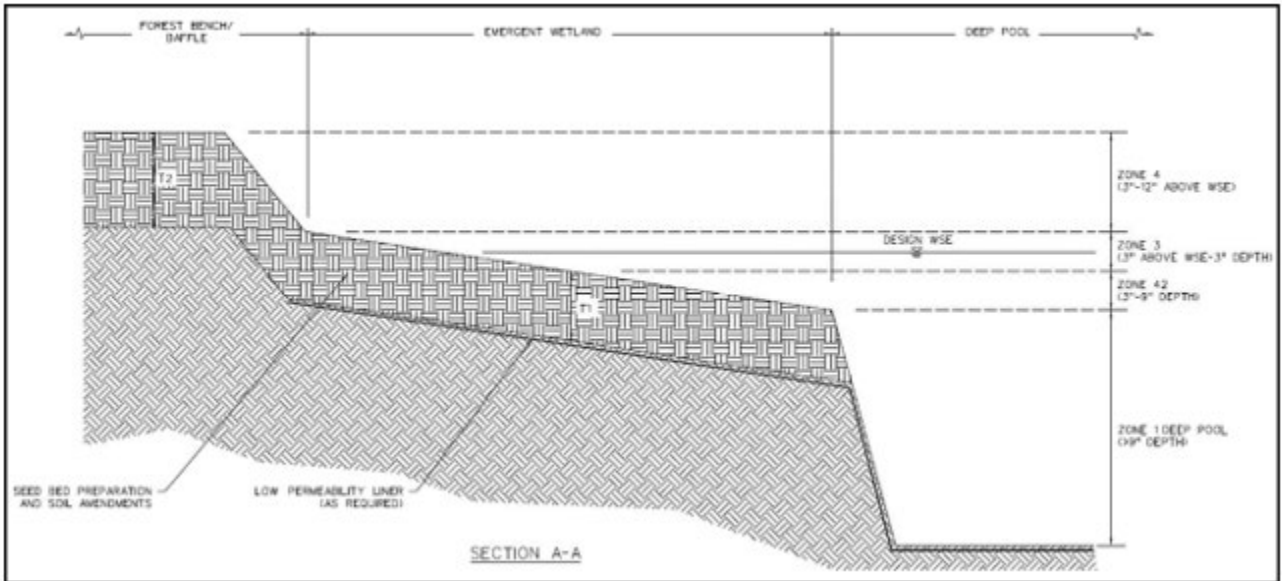 FOREST BENCH/
BAFFLE
EMERGENT WETLAND
DEEP POOL
T2
ZONE 4
(3"-12" ABOVE WSE)
DESIGN WSE
ZONE 3
(3" ABOVE WSE-3" DEPTH)
ZONE 42
(3"-9" DEPTH)
T1
ZONE 1 DEEP POOL
(>9" DEPTH)
SEED BED PREPARATION
AND SOIL AMENDMENTS
LOW PERMEABILITY LINER
(AS REQUIRED)
SECTION A-A